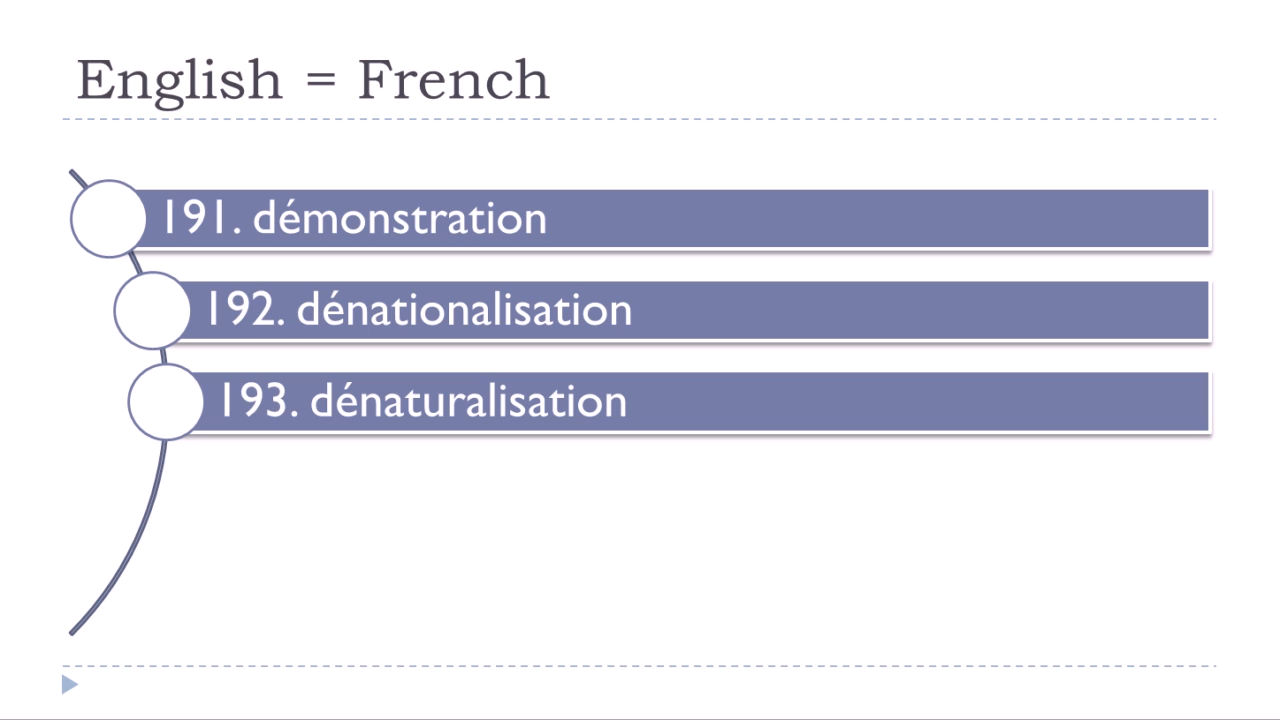 English = French
191. démonstration
192. dénationalisation
193. dénaturalisation